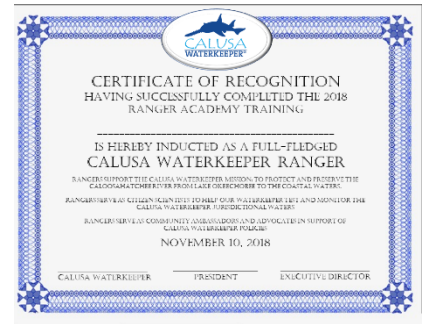 CALUSA
WATERKEEPER®
CERTIFICATE OF RECOGNITION
HAVING SUCCESSFULLY COMPLETED THE 2018
RANGER ACADEMY TRAINING
IS HEREBY INDUCTED AS A FULL-FLEDGED
CALUSA WATERKEEPER RANGER
RANGERS SUPPORT THE CALUSA WATERKEEPER MISSION: TO PROTECT AND PRESERVE THE
CALOOSAHATCHEE RIVER FROM LAKE OKEECHOBEE TO THE COASTAL WATERS.
RANGERS SERVE AS CITIZEN SCIENTISTS TO HELP OUR WATERKEEPER TEST AND MONITOR THE
CALUSA WATERKEEPER JURISDICTIONAL WATERS
RANGERS SERVE AS COMMUNITY AMBASSADORS AND ADVOCATES IN SUPPORT OF
CALUSA WATERKEEPER POLICIES
NOVEMBER 10, 2018
CALUSA WATERKEEPER PRESIDENT EXECUTIVE DIRECTOR